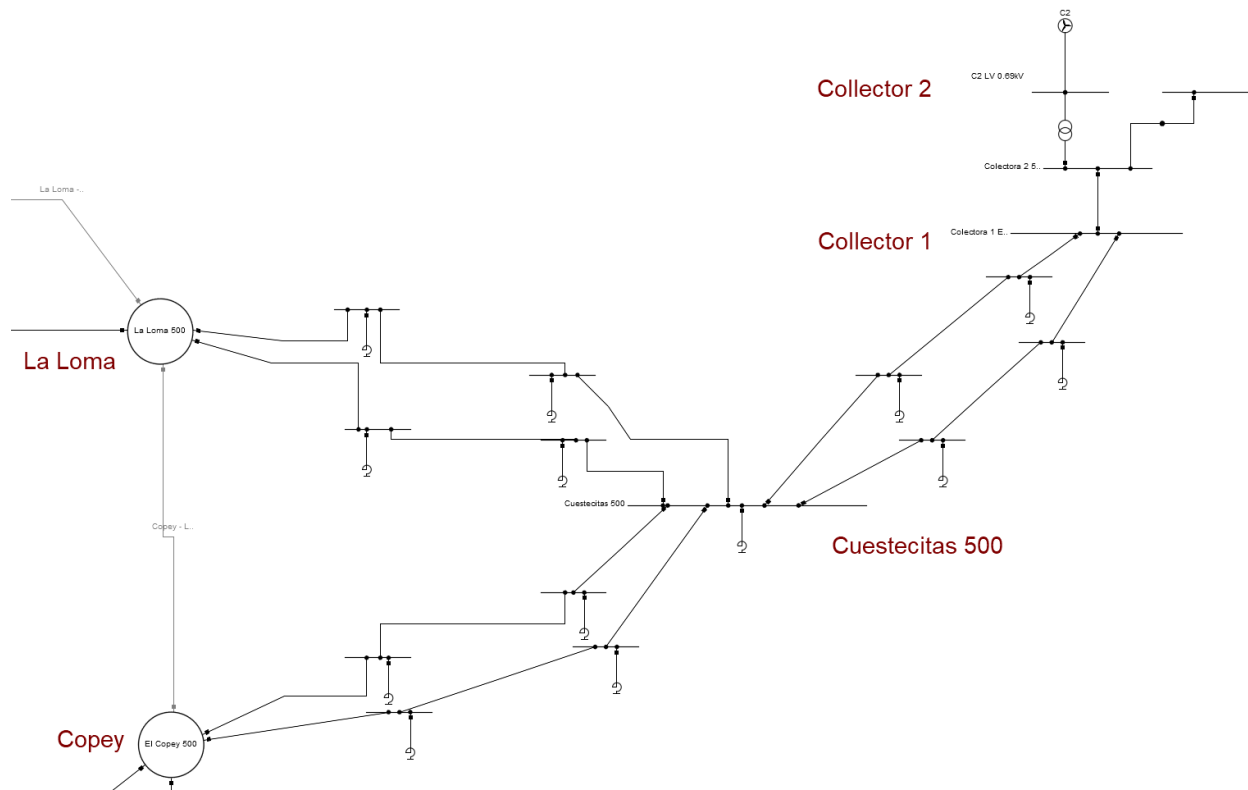 C2
C2 LV 0.69kV
Collector 2
Colectora 2 5..
La Loma -..
Colectora 1 E..
Collector 1
La Loma 500
La Loma
Cuestecitas 500
Copey - L..
Cuestecitas 500
Copey
El Copey 500